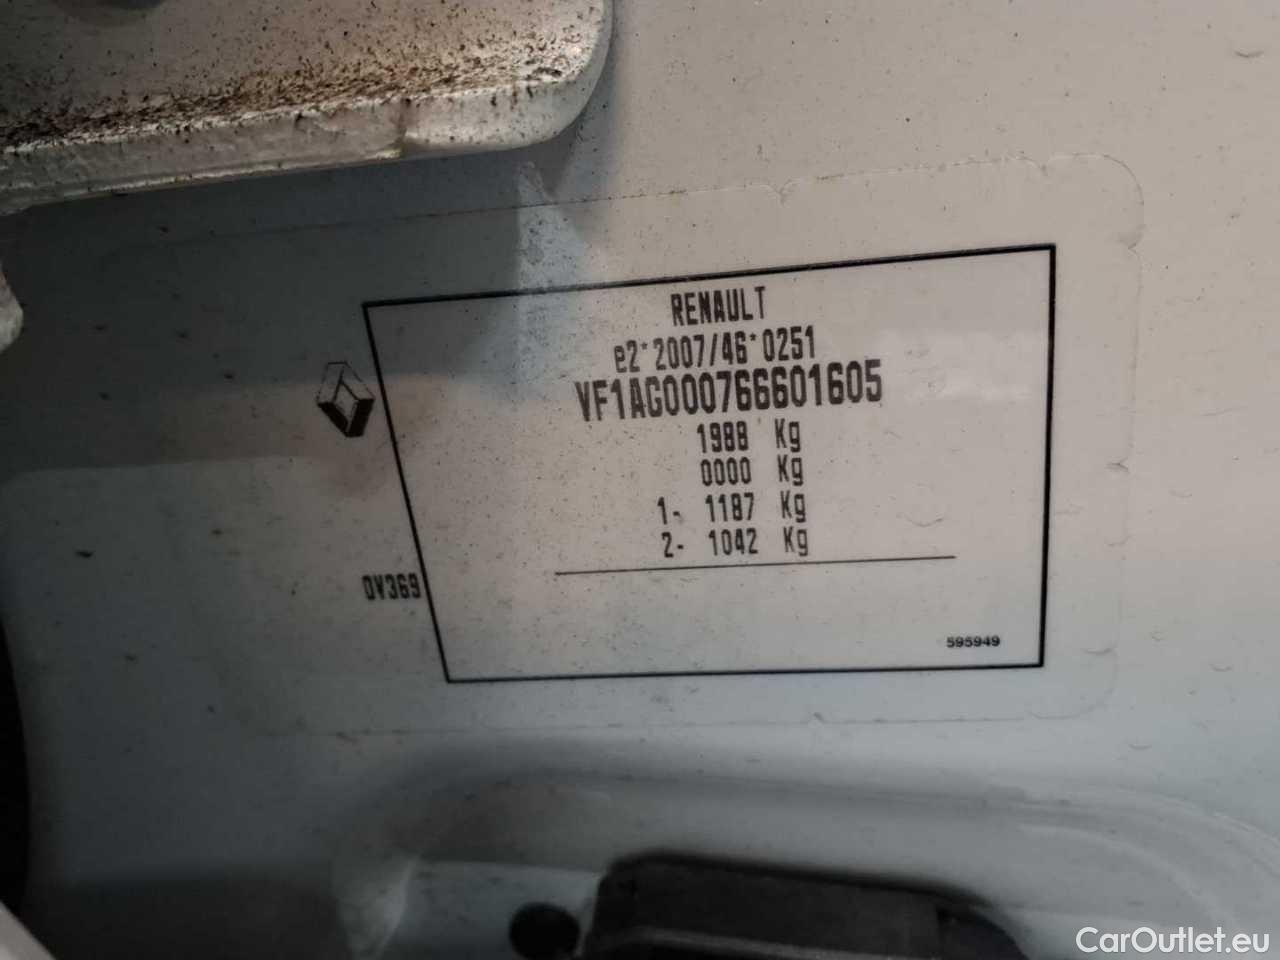 RENAULT
e2*2007/46*0251
VF1AG000766601605
1988 Kg
0000 Kg
1- 1187 Kg
2- 1042 Kg
0V369
595949
CarOutlet.eu